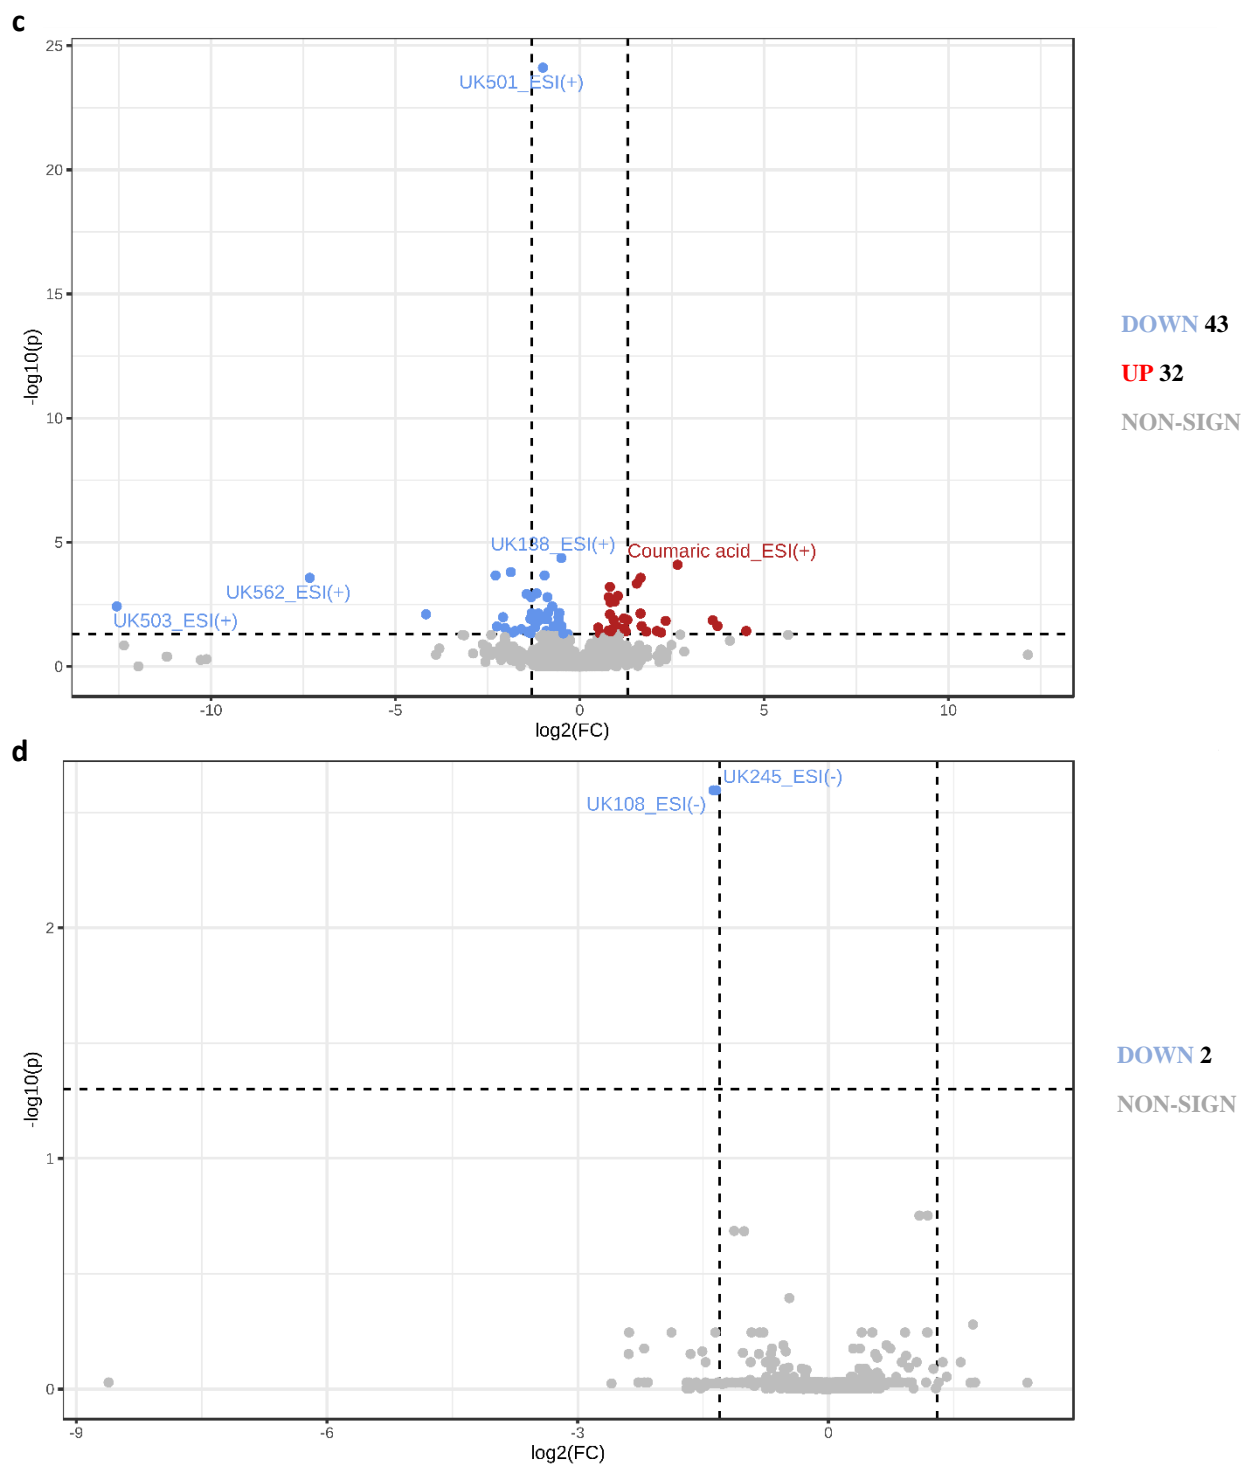 c
25
UK501_ESI(+)
20
15
DOWN 43
-log10(p)
UP 32
10
NON-SIGN
5
UK138_ESI(+)
Coumaric acid_ESI(+)
UK562_ESI(+)
UK503_ESI(+)
0
-10 -5 0 5 10
log2(FC)
d
UK245_ESI(-)
UK108_ESI(-)
2
DOWN 2
-log10(p)
NON-SIGN
1
0
-9 -6 -3 0
log2(FC)